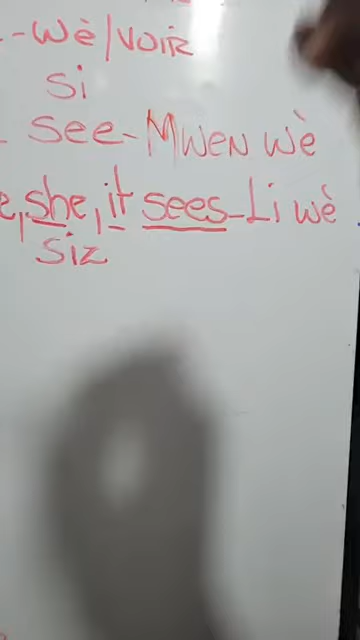 - wè/voir
si
see - Mwen wè
she, it sees - Li wè
siz